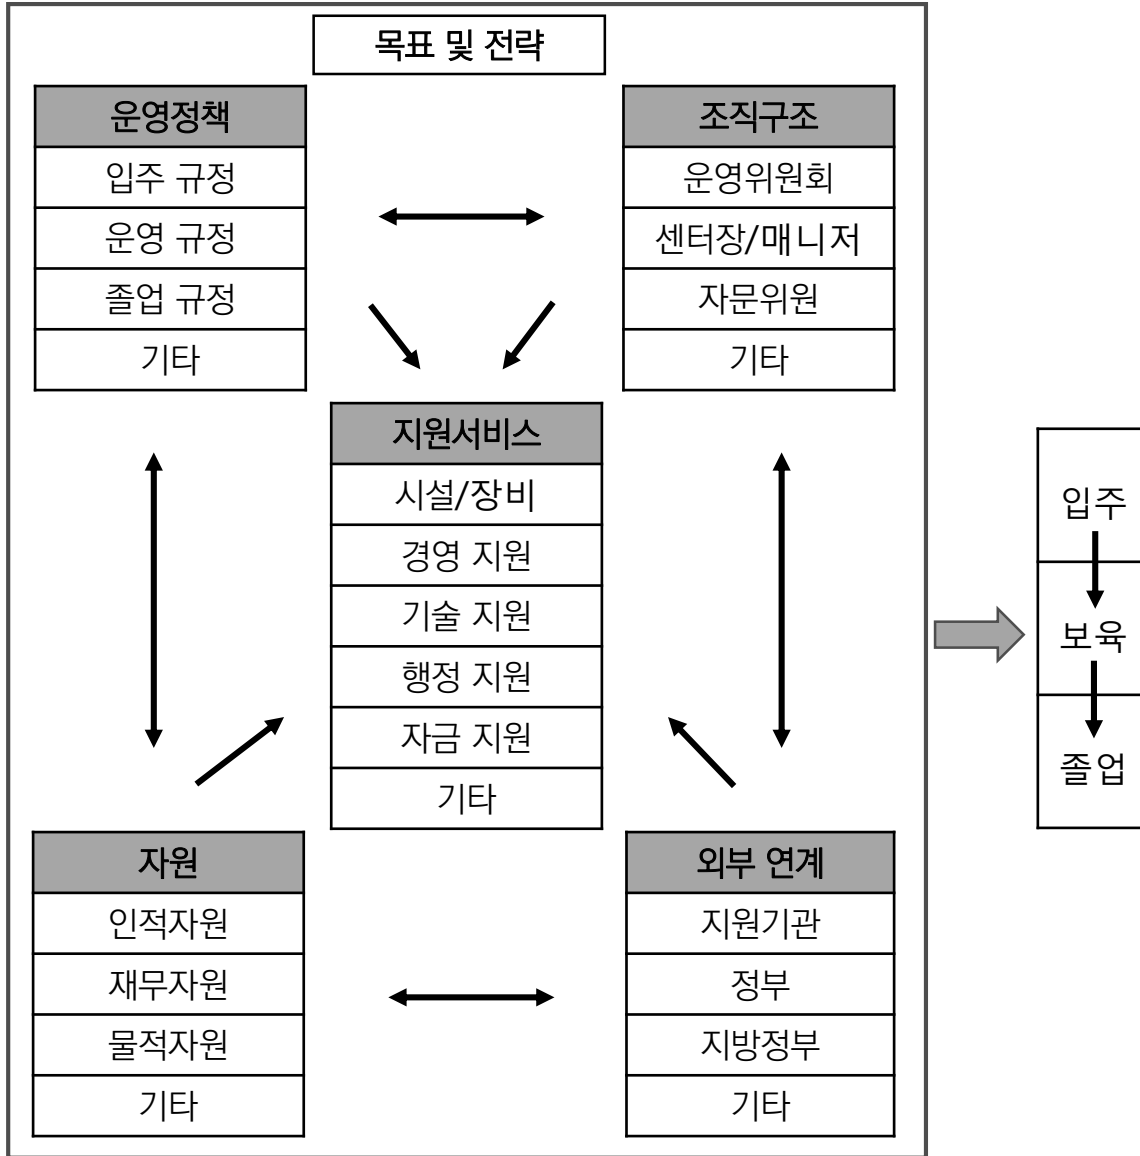 목표 및 전략
운영정책
입주 규정
운영 규정
졸업 규정
기타
조직구조
운영위원회
센터장/매니저
자문위원
기타
지원서비스
시설/장비
경영 지원
기술 지원
행정 지원
자금 지원
기타
자원
인적자원
재무자원
물적자원
기타
외부 연계
지원기관
정부
지방정부
기타
입주
보육
졸업